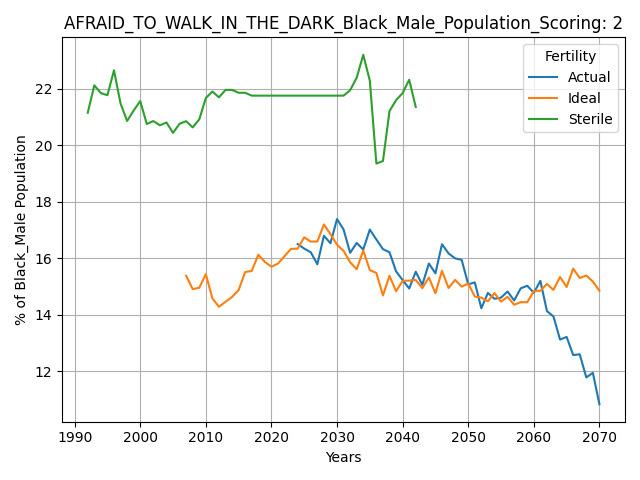 AFRAID_TO_WALK_IN_THE_DARK_Black_Male_Population_Scoring: 2
Fertility
Actual
Ideal
Sterile
% of Black_Male Population
22
20
18
16
14
12
1990 2000 2010 2020 2030 2040 2050 2060 2070
Years